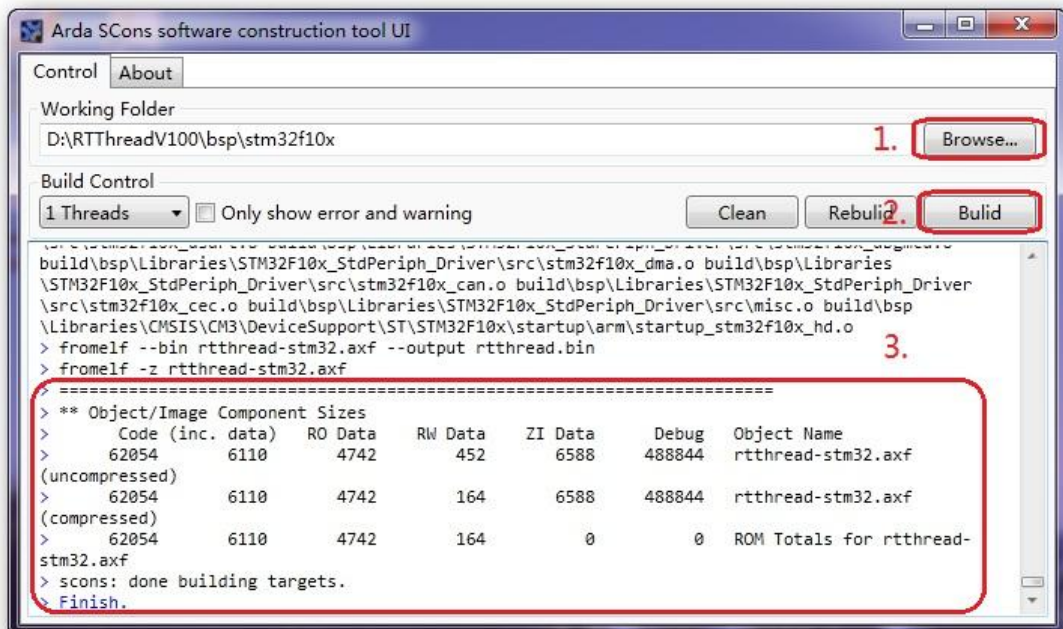 Arda SCons software construction tool UI
Control About
Working Folder
D:\RTThreadV100\bsp\stm32f10x 1. Browse...
Build Control
1 Threads Only show error and warning Clean Rebulid 2. Bulid
build\bsp\Libraries\STM32F10x_StdPeriph_Driver\src\stm32f10x_dma.o build\bsp\Libraries
\STM32F10x_StdPeriph_Driver\src\stm32f10x_can.o build\bsp\Libraries\STM32F10x_StdPeriph_Driver
\src\stm32f10x_cec.o build\bsp\Libraries\STM32F10x_StdPeriph_Driver\src\misc.o build\bsp
\Libraries\CMSIS\CM3\DeviceSupport\ST\STM32F10x\startup\arm\startup_stm32f10x_hd.o
> fromelf --bin rtthread-stm32.axf --output rtthread.bin 3.
> fromelf -z rtthread-stm32.axf
> ========================================================================
> ** Object/Image Component Sizes
> Code (inc. data) RO Data RW Data ZI Data Debug Object Name
> 62054 6110 4742 452 6588 488844 rtthread-stm32.axf
(uncompressed)
> 62054 6110 4742 164 6588 488844 rtthread-stm32.axf
(compressed)
> 62054 6110 4742 164 0 0 ROM Totals for rtthread-
stm32.axf
> scons: done building targets.
> Finish.